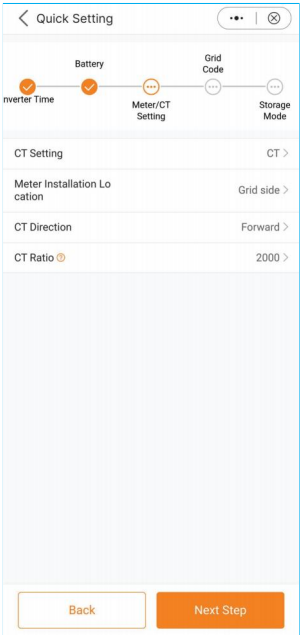 Quick Setting
Battery
Grid
Code
nverter Time
Meter/CT
Setting
Storage
Mode
CT Setting
CT
Meter Installation Lo
cation
Grid side
CT Direction
Forward
CT Ratio
2000
Back
Next Step